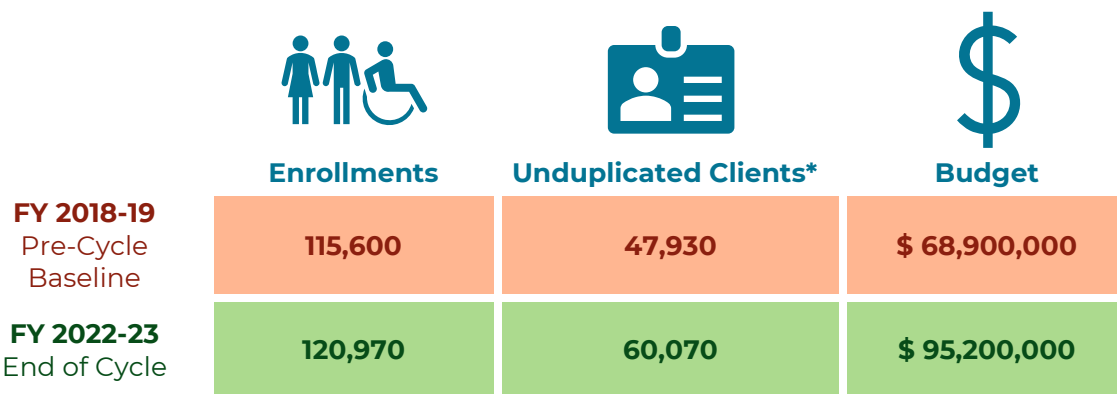 Enrollments
Unduplicated Clients*
Budget
FY 2018-19
Pre-Cycle
Baseline
115,600
47,930
$ 68,900,000
FY 2022-23
End of Cycle
120,970
60,070
$ 95,200,000